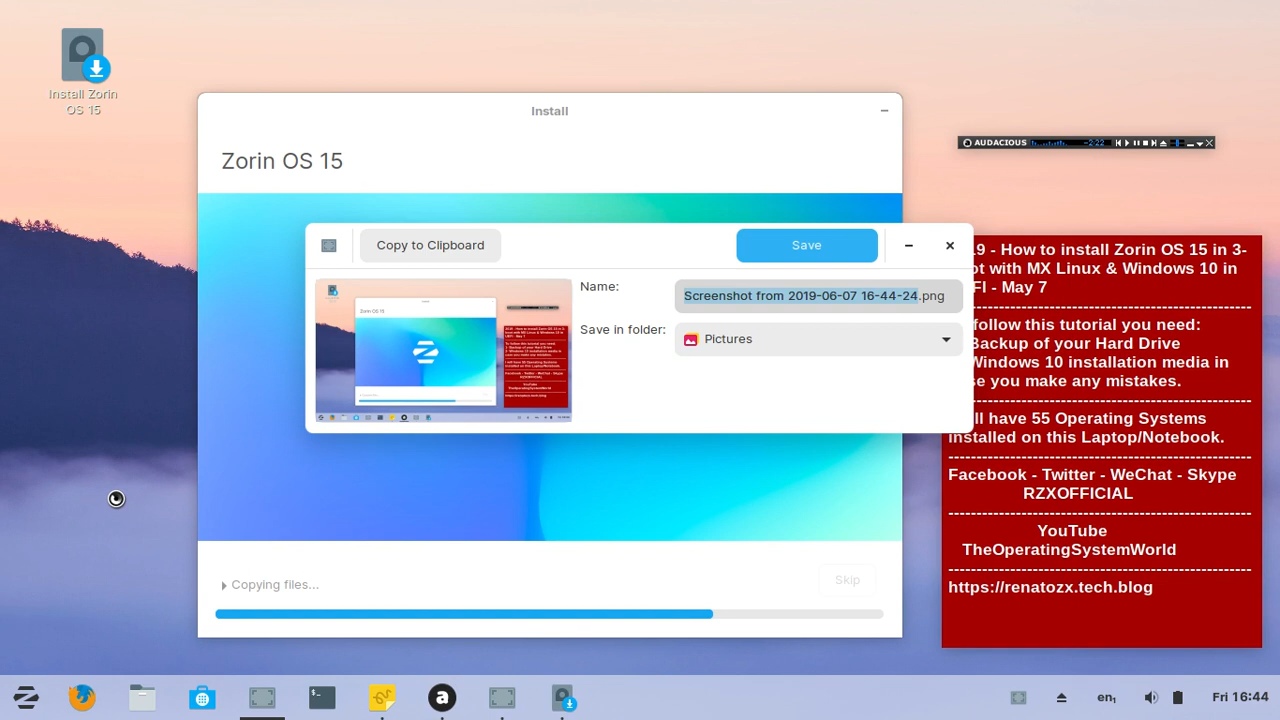 Install Zorin
OS 15
Install
Zorin OS 15
AUDACIOUS
-2:22
Copy to Clipboard
Save
Name:
Screenshot from 2019-06-07 16-44-24.png
Save in folder:
Pictures
19 - How to install Zorin OS 15 in 3-
ot with MX Linux & Windows 10 in
FI - May 7
follow this tutorial you need:
Backup of your Hard Drive
Windows 10 installation media in
se you make any mistakes.
ll have 55 Operating Systems
installed on this Laptop/Notebook.
Facebook - Twitter - WeChat - Skype
RZXOFFICIAL
YouTube
TheOperatingSystemWorld
https://renatozx.tech.blog
Copying files...
Skip
$_
a
en₁
Fri 16:44